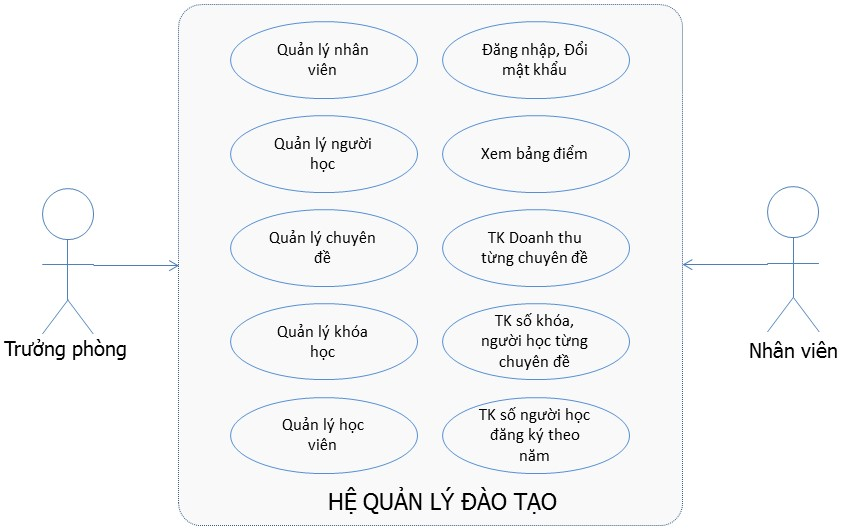 Quản lý nhân
viên
Đăng nhập, Đổi
mật khẩu
Quản lý người
học
Xem bảng điểm
Quản lý chuyên
đề
TK Doanh thu
từng chuyên đề
Quản lý khóa
học
TK số khóa,
người học từng
chuyên đề
Quản lý học
viên
TK số người học
đăng ký theo
năm
Trưởng phòng
Nhân viên
HỆ QUẢN LÝ ĐÀO TẠO